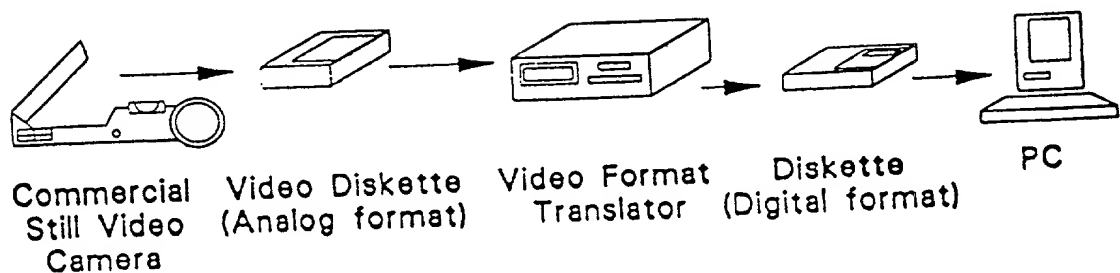 Commercial
Still Video
Camera
Video Diskette
(Analog format)
Video Format
Translator
Diskette
(Digital format)
PC